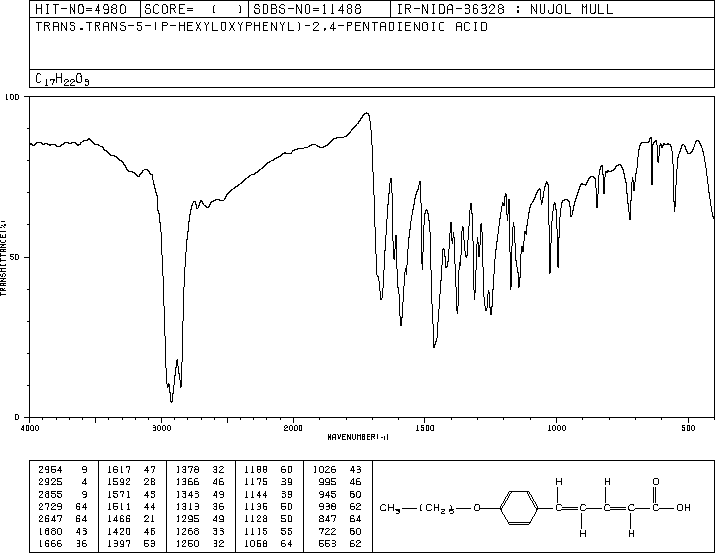 HIT-NO=4980 SCORE= ( ) SDBS-NO=11488 IR-NIDA-36328 : NUJOL MULL
TRANS,TRANS-5-(P-HEXYLOXYPHENYL)-2,4-PENTADIENOIC ACID
C17H22O3
100
TRANSMITTANCE(%)
50
0
4000 3000 2000 1500 1000 500
WAVENUMBER(-1)
2954 9 1617 47 1378 32 1188 60 1026 43
2925 4 1592 28 1366 46 1175 39 995 46
2855 9 1571 43 1343 49 1144 39 945 60
2729 64 1511 44 1313 36 1136 50 938 62
2647 64 1466 21 1295 49 1128 50 847 64
1680 43 1420 46 1268 33 1115 55 722 60
1666 36 1397 53 1250 32 1058 64 553 62
H H O
CH3—(CH2)5—O C=C—C=C—C—OH
H H